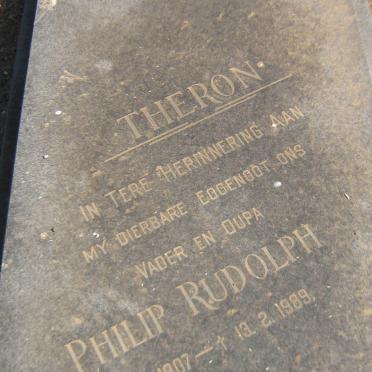 THERON
IN TERE HERINNERING AAN
MY DIERBARE EGGENOOT ONS
VADER EN OUPA
PHILIP RUDOLPH
1907 — † 13.2.1989.